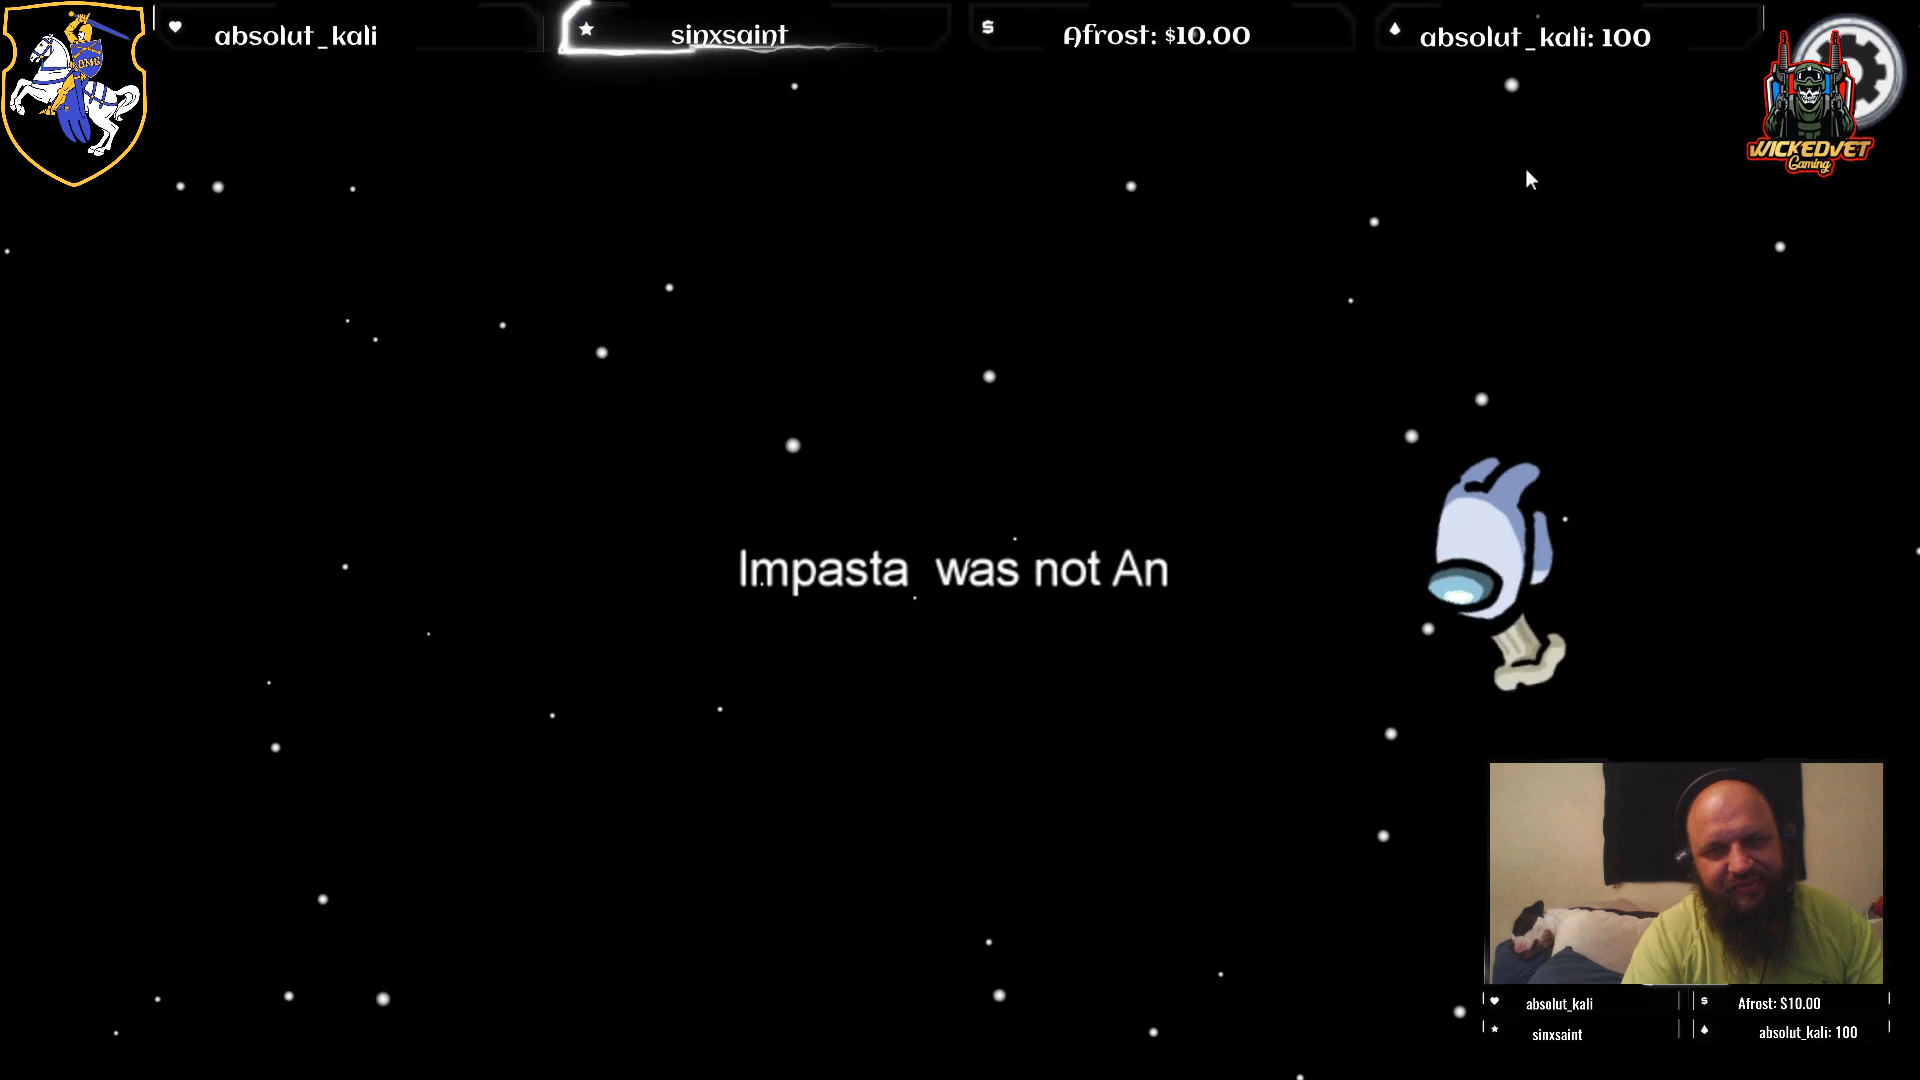 absolut_kali
sinxsaint
$
Afrost: $10.00
absolut_kali: 100
WICKEDVET
Gaming
Impasta  was not An
absolut_kali
$
Afrost: $10.00
sinxsaint
absolut_kali: 100